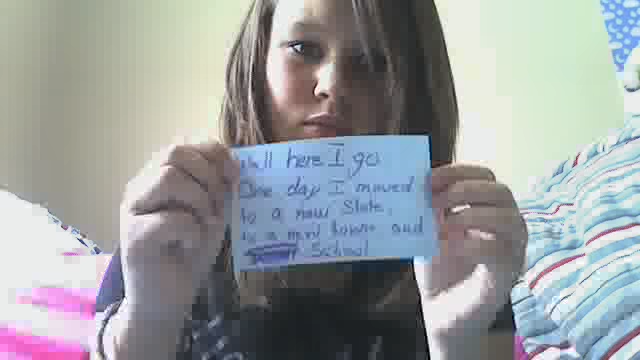 Well here I go
One day I moved
to a new State,
to a new town and
School